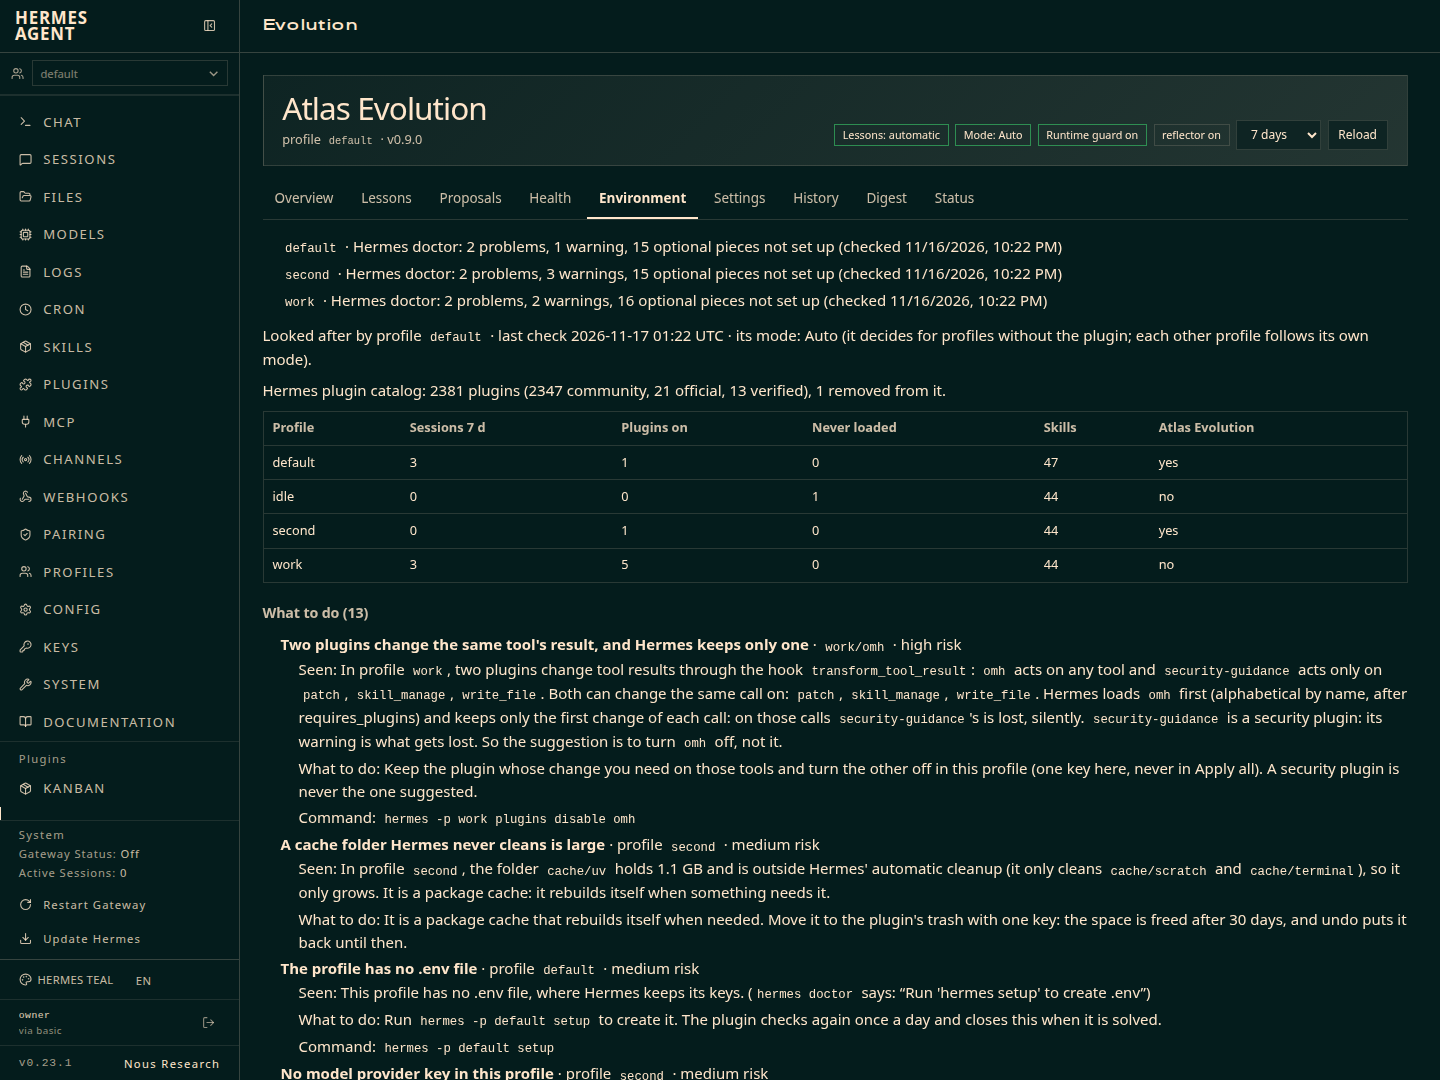 HERMES
AGENT
default
CHAT
SESSIONS
FILES
MODELS
LOGS
CRON
SKILLS
PLUGINS
MCP
CHANNELS
WEBHOOKS
PAIRING
PROFILES
CONFIG
KEYS
SYSTEM
DOCUMENTATION
Plugins
KANBAN
System
Gateway Status: Off
Active Sessions: 0
Restart Gateway
Update Hermes
HERMES TEAL EN
owner
via basic
v0.23.1 Nous Research
Evolution
Atlas Evolution
profile default · v0.9.0
Lessons: automatic Mode: Auto Runtime guard on reflector on 7 days Reload
Overview Lessons Proposals Health Environment Settings History Digest Status
default · Hermes doctor: 2 problems, 1 warning, 15 optional pieces not set up (checked 11/16/2026, 10:22 PM)
second · Hermes doctor: 2 problems, 3 warnings, 15 optional pieces not set up (checked 11/16/2026, 10:22 PM)
work · Hermes doctor: 2 problems, 2 warnings, 16 optional pieces not set up (checked 11/16/2026, 10:22 PM)
Looked after by profile default · last check 2026-11-17 01:22 UTC · its mode: Auto (it decides for profiles without the plugin; each other profile follows its own
mode).
Hermes plugin catalog: 2381 plugins (2347 community, 21 official, 13 verified), 1 removed from it.
Profile Sessions 7 d Plugins on Never loaded Skills Atlas Evolution
default 3 1 0 47 yes
idle 0 0 1 44 no
second 0 1 0 44 yes
work 3 5 0 44 no
What to do (13)
Two plugins change the same tool's result, and Hermes keeps only one · work/omh · high risk
Seen: In profile work , two plugins change tool results through the hook transform_tool_result : omh acts on any tool and security-guidance acts only on
patch , skill_manage , write_file . Both can change the same call on: patch , skill_manage , write_file . Hermes loads omh first (alphabetical by name, after
requires_plugins) and keeps only the first change of each call: on those calls security-guidance 's is lost, silently. security-guidance is a security plugin: its
warning is what gets lost. So the suggestion is to turn omh off, not it.
What to do: Keep the plugin whose change you need on those tools and turn the other off in this profile (one key here, never in Apply all). A security plugin is
never the one suggested.
Command: hermes -p work plugins disable omh
A cache folder Hermes never cleans is large · profile second · medium risk
Seen: In profile second , the folder cache/uv holds 1.1 GB and is outside Hermes' automatic cleanup (it only cleans cache/scratch and cache/terminal ), so it
only grows. It is a package cache: it rebuilds itself when something needs it.
What to do: It is a package cache that rebuilds itself when needed. Move it to the plugin's trash with one key: the space is freed after 30 days, and undo puts it
back until then.
The profile has no .env file · profile default · medium risk
Seen: This profile has no .env file, where Hermes keeps its keys. ( hermes doctor says: “Run 'hermes setup' to create .env”)
What to do: Run hermes -p default setup to create it. The plugin checks again once a day and closes this when it is solved.
Command: hermes -p default setup
No model provider key in this profile · profile second · medium risk